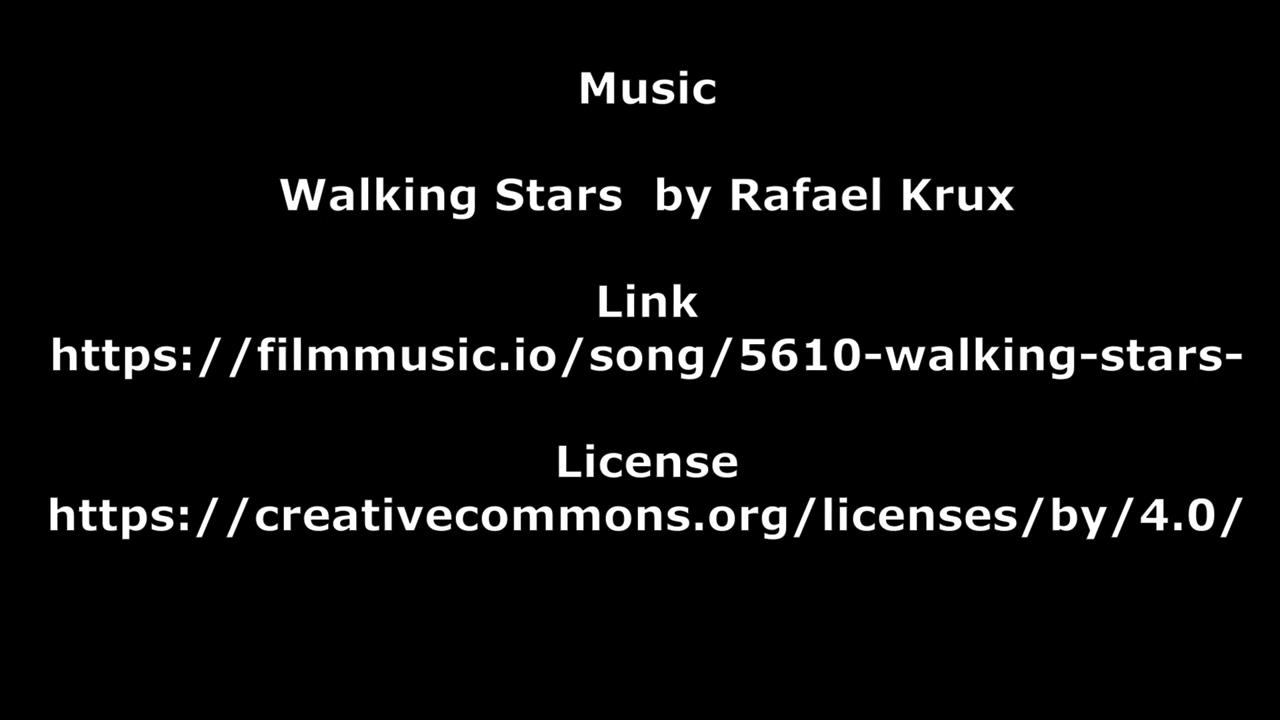 Music
Walking Stars  by Rafael Krux
Link
https://filmmusic.io/song/5610-walking-stars-
License
https://creativecommons.org/licenses/by/4.0/